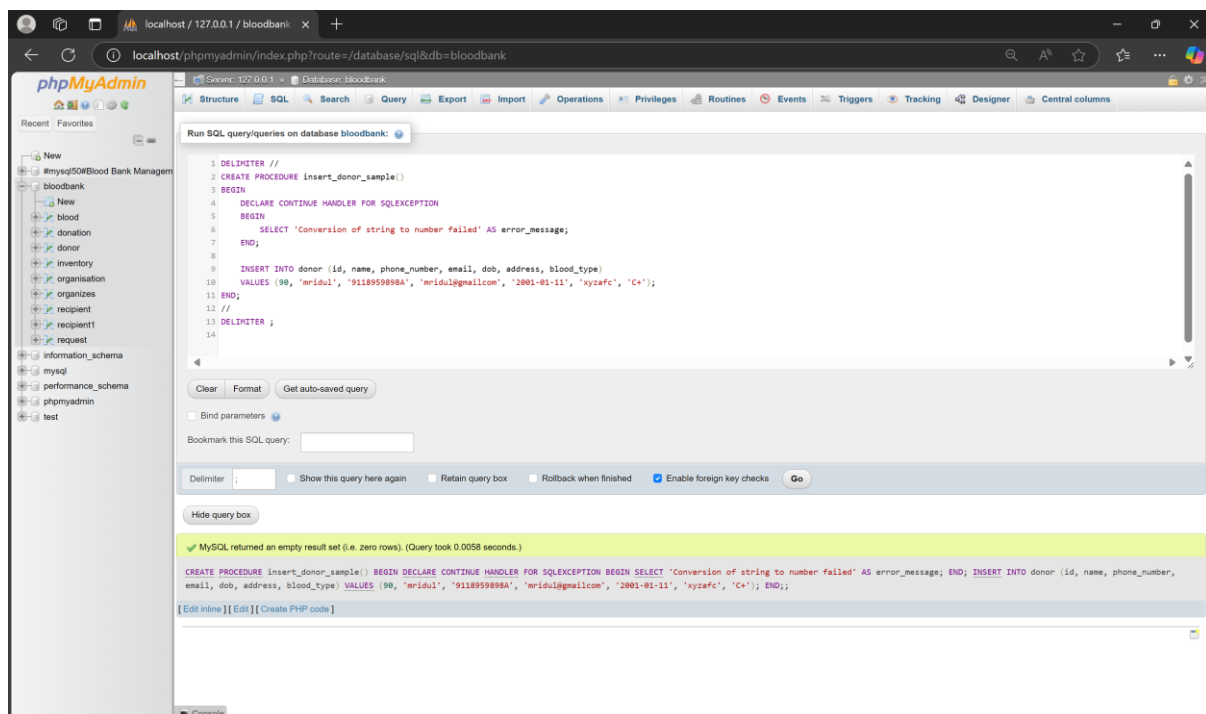 localhost / 127.0.0.1 / bloodbank
localhost/phpmyadmin/index.php?route=/database/sql&db=bloodbank
phpMyAdmin
Recent Favorites
New
#mysql50#Blood Bank Managem
bloodbank
New
blood
donation
donor
inventory
organisation
organizes
recipient
recipient1
request
information_schema
mysql
performance_schema
phpmyadmin
test
Server: 127.0.0.1 » Database: bloodbank
Structure SQL Search Query Export Import Operations Privileges Routines Events Triggers Tracking Designer Central columns
Run SQL query/queries on database bloodbank:
1 DELIMITER //
2 CREATE PROCEDURE insert_donor_sample()
3 BEGIN
4 DECLARE CONTINUE HANDLER FOR SQLEXCEPTION
5 BEGIN
6 SELECT 'Conversion of string to number failed' AS error_message;
7 END;
8
9 INSERT INTO donor (id, name, phone_number, email, dob, address, blood_type)
10 VALUES (90, 'mridul', '9118959898A', 'mridul@gmailcom', '2001-01-11', 'xyzafc', 'C+');
11 END;
12 //
13 DELIMITER ;
14
Clear Format Get auto-saved query
Bind parameters
Bookmark this SQL query:
Delimiter ; Show this query here again Retain query box Rollback when finished Enable foreign key checks Go
Hide query box
MySQL returned an empty result set (i.e. zero rows). (Query took 0.0058 seconds.)
CREATE PROCEDURE insert_donor_sample() BEGIN DECLARE CONTINUE HANDLER FOR SQLEXCEPTION BEGIN SELECT 'Conversion of string to number failed' AS error_message; END; INSERT INTO donor (id, name, phone_number,
email, dob, address, blood_type) VALUES (90, 'mridul', '9118959898A', 'mridul@gmailcom', '2001-01-11', 'xyzafc', 'C+'); END;;
[ Edit inline ] [ Edit ] [ Create PHP code ]
Console